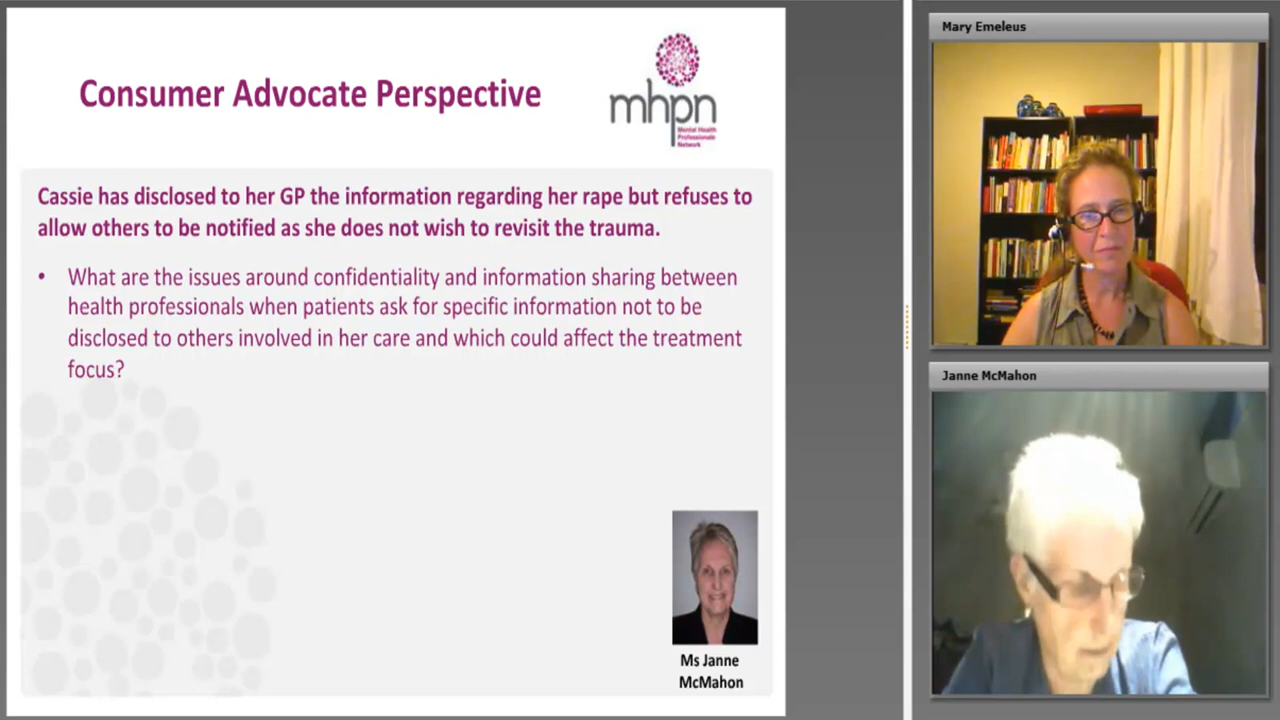 Consumer Advocate Perspective
mhpn
Mental Health
Professionals
Network
Cassie has disclosed to her GP the information regarding her rape but refuses to
allow others to be notified as she does not wish to revisit the trauma.
• What are the issues around confidentiality and information sharing between
health professionals when patients ask for specific information not to be
disclosed to others involved in her care and which could affect the treatment
focus?
Ms Janne
McMahon
Mary Emeleus
Janne McMahon